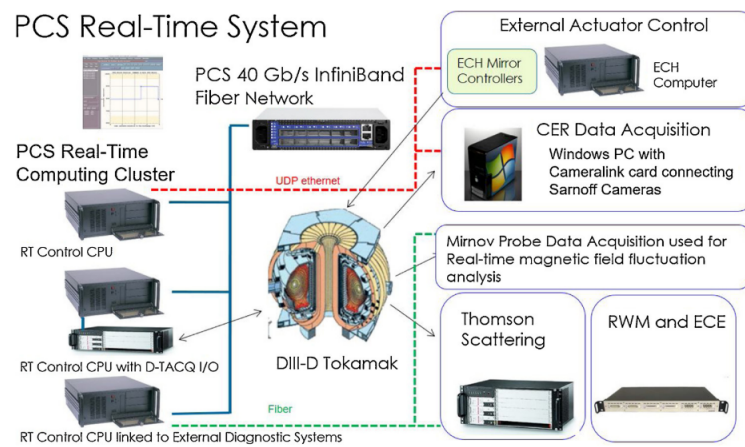 PCS Real-Time System
PCS 40 Gb/s InfiniBand
Fiber Network
PCS Real-Time
Computing Cluster
UDP ethernet
RT Control CPU
RT Control CPU with D-TACQ I/O
RT Control CPU linked to External Diagnostic Systems
DIII-D Tokamak
Fiber
External Actuator Control
ECH Mirror
Controllers
ECH
Computer
CER Data Acquisition
Windows PC with
Cameralink card connecting
Sarnoff Cameras
Mirnov Probe Data Acquisition used for
Real-time magnetic field fluctuation
analysis
Thomson
Scattering
RWM and ECE